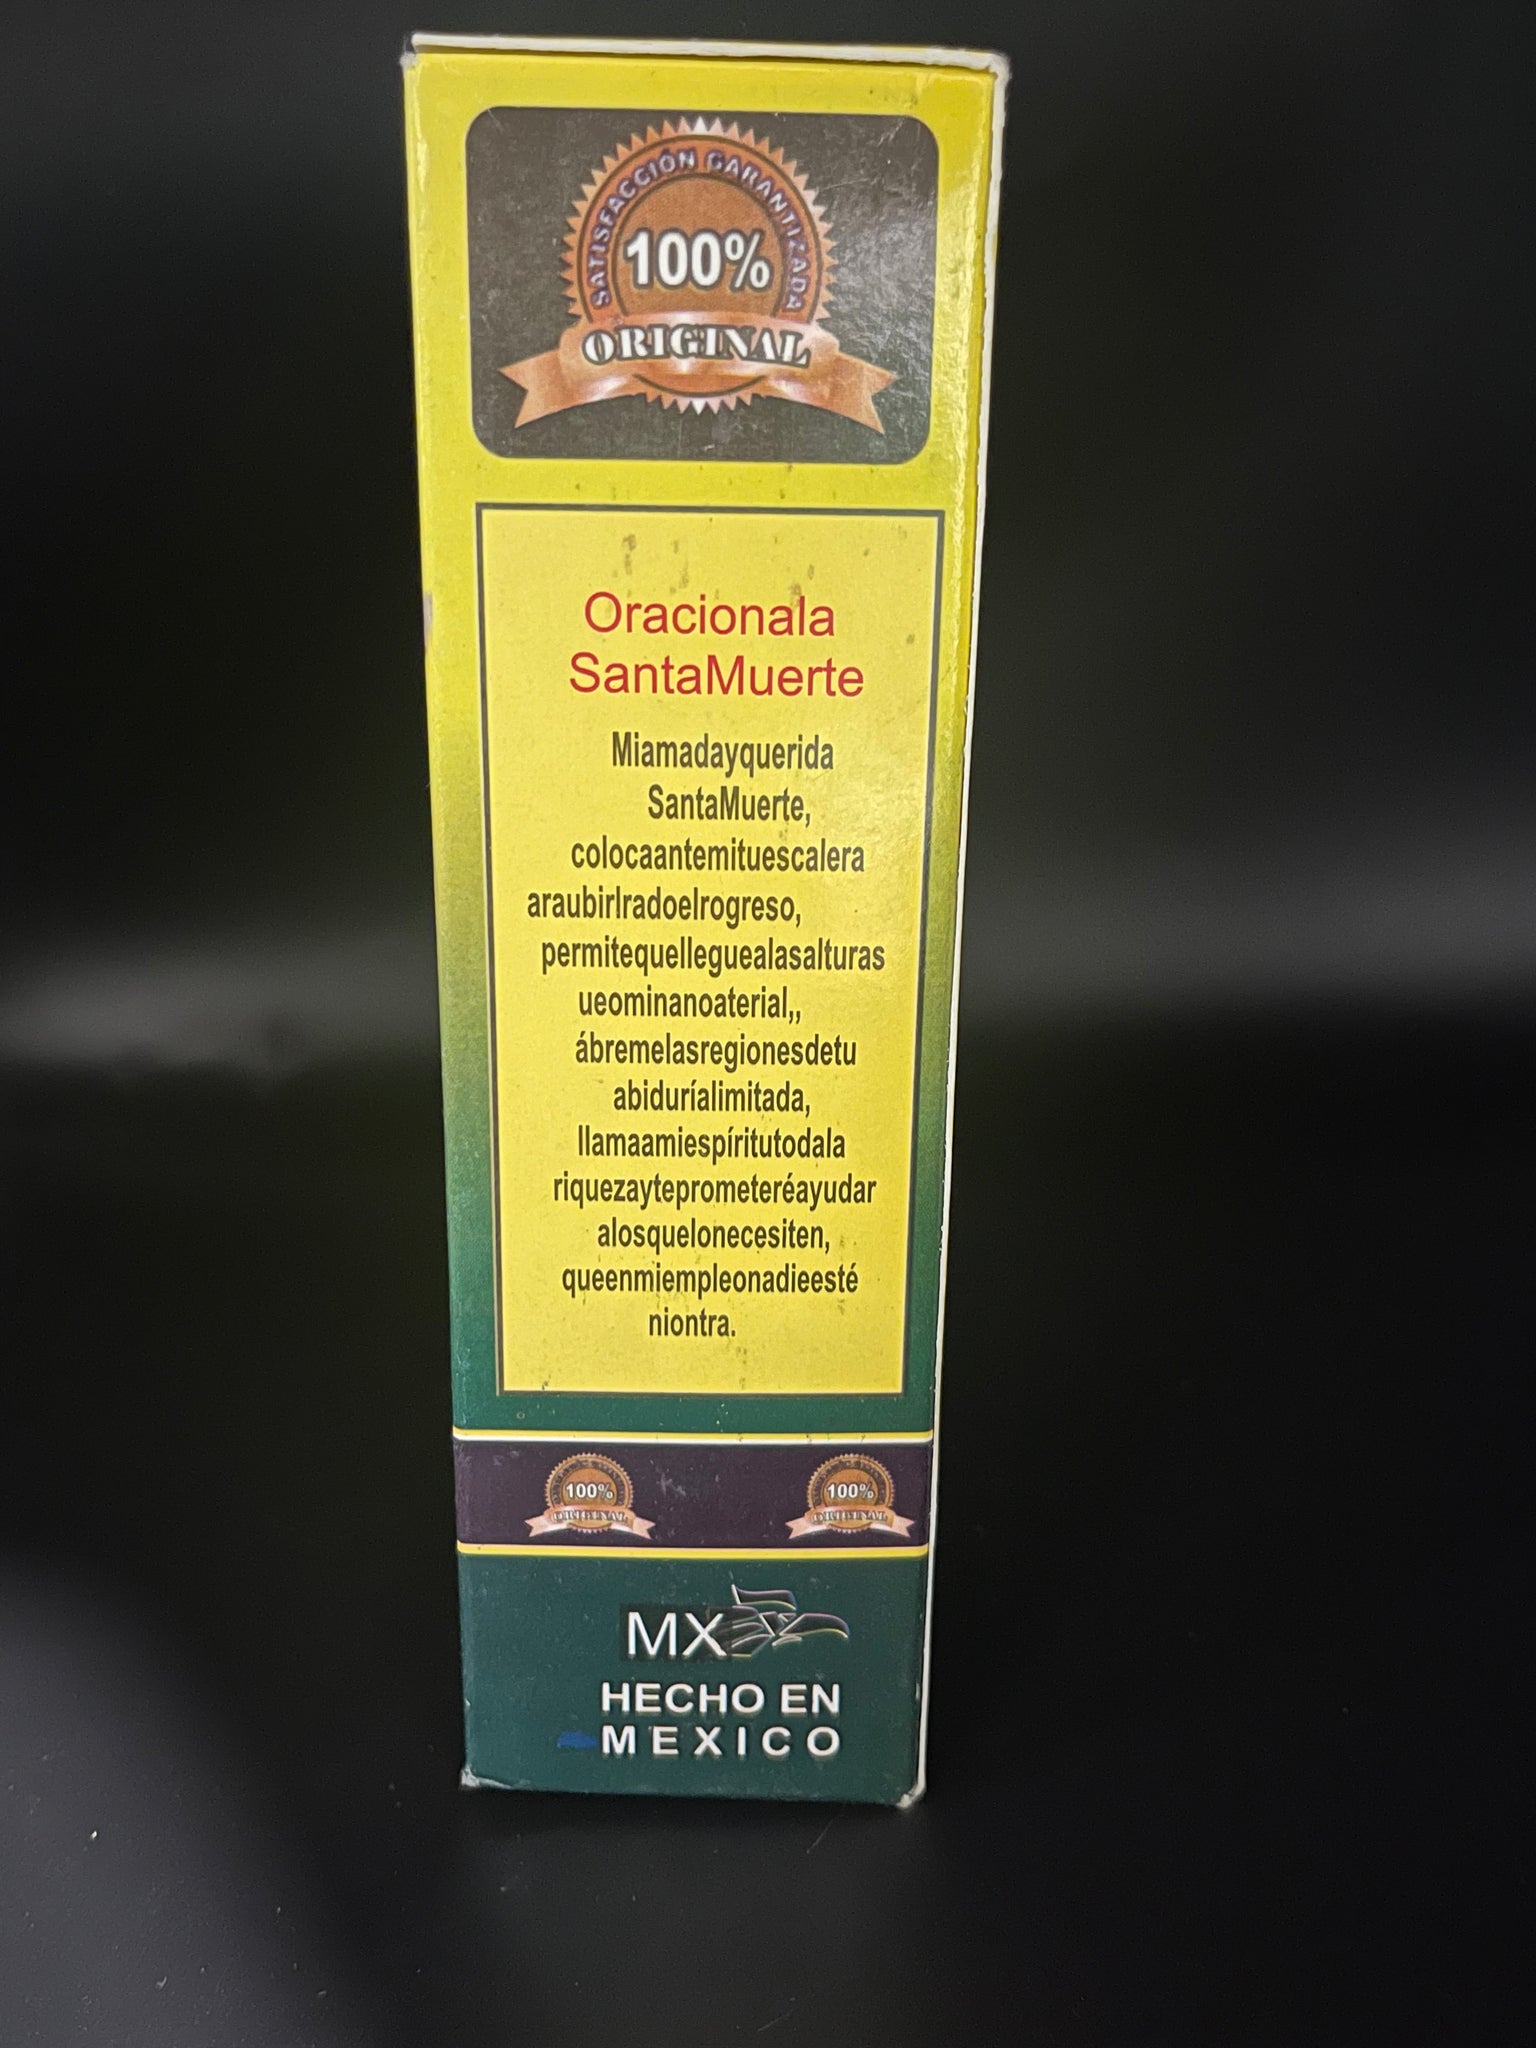 SATISFACCIÓN GARANTIZADA
100%
ORIGINAL
Oracionala
SantaMuerte
Miamadayquerida
SantaMuerte,
colocaantemituescalera
araubirlradoelrogreso,
permitequelleguealasalturas
ueominanoaterial,,
ábremelasregionesdetu
abiduríalimitada,
llamaamiespíritutodala
riquezayteprometeréayudar
alosquelonecesiten,
queenmiempleonadieesté
niontra.
100%
ORIGINAL
100%
ORIGINAL
MX
HECHO EN
MEXICO